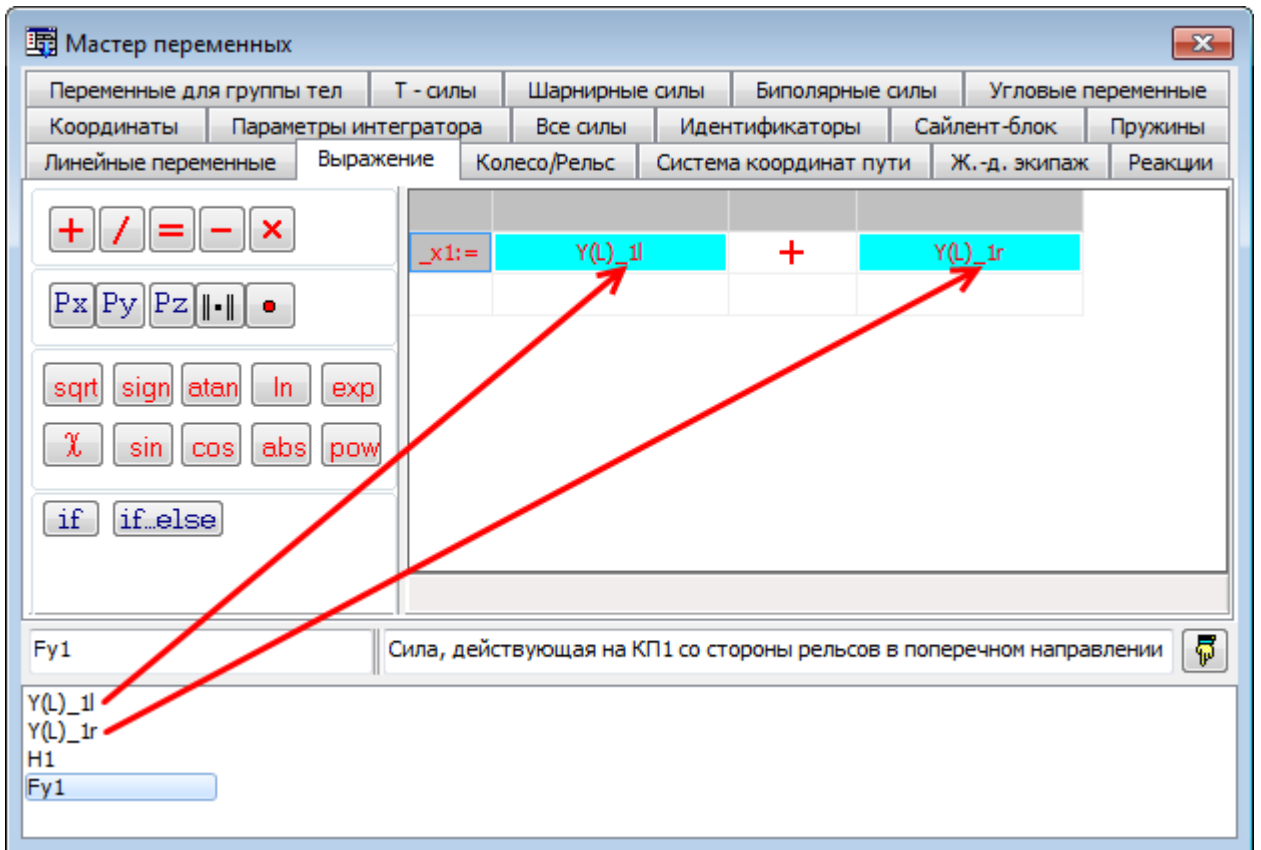 Мастер переменных
Переменные для группы тел Т - силы Шарнирные силы Биполярные силы Угловые переменные
Координаты Параметры интегратора Все силы Идентификаторы Сайлент-блок Пружины
Линейные переменные Выражение Колесо/Рельс Система координат пути Ж.-д. экипаж Реакции
+ / = − ×
_x1:= Y(L)_1l + Y(L)_1r
Px Py Pz ‖▪‖ •
sqrt sign atan ln exp
χ sin cos abs pow
if if…else
Fy1 Сила, действующая на КП1 со стороны рельсов в поперечном направлении
Y(L)_1l
Y(L)_1r
H1
Fy1